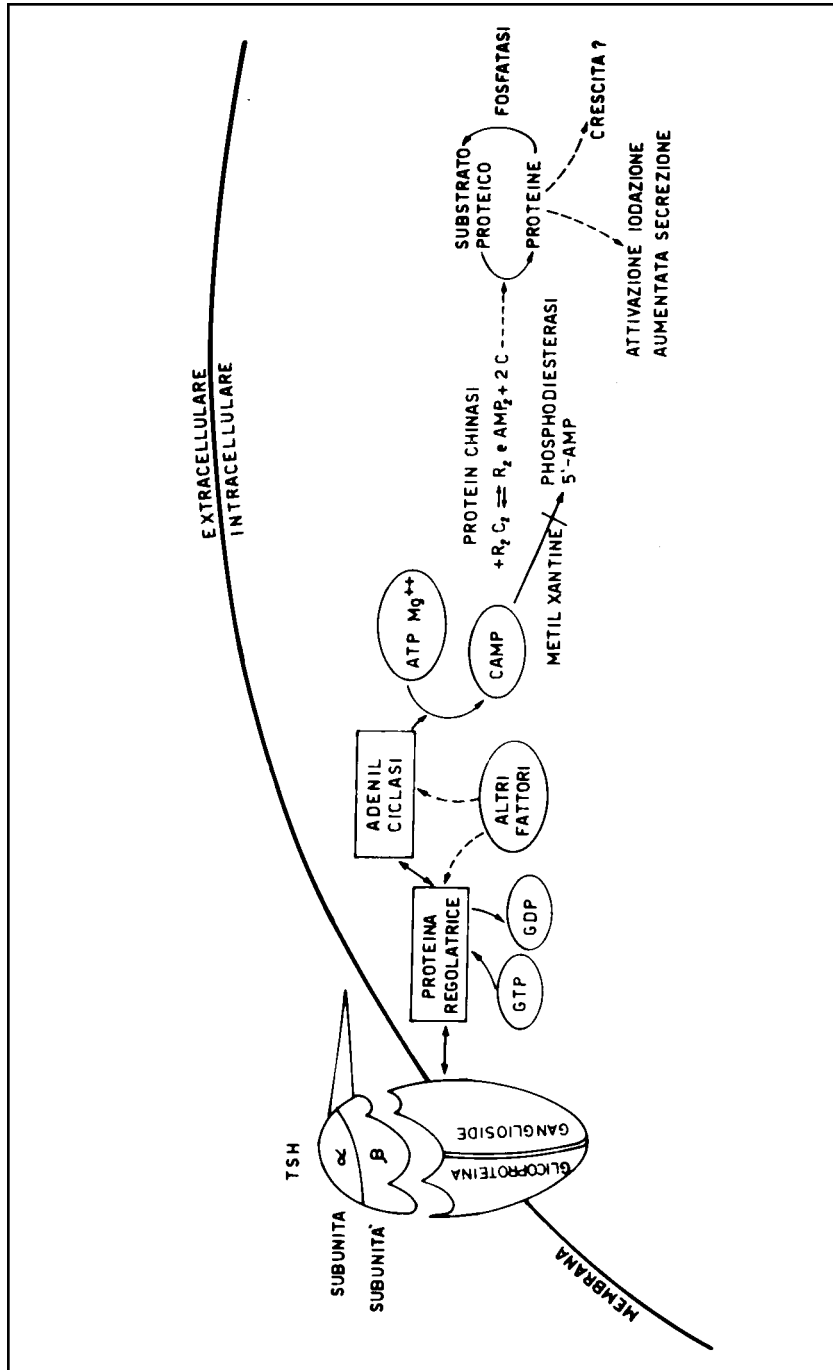 TSH
SUBUNITA
SUBUNITÀ
α
β
GLICOPROTEINA
GANGLIOSIDE
MEMBRANA
EXTRACELLULARE
INTRACELLULARE
PROTEINA
REGOLATRICE
GTP
GDP
ADENIL
CICLASI
ALTRI
FATTORI
ATP Mg⁺⁺
CAMP
PROTEIN CHINASI
+ R₂ C₂ ⇌ R₂ e AMP₂ + 2 C
METIL XANTINE
PHOSPHODIESTERASI
5'-AMP
SUBSTRATO
PROTEICO
FOSFATASI
PROTEINE
CRESCITA ?
ATTIVAZIONE IODAZIONE
AUMENTATA SECREZIONE